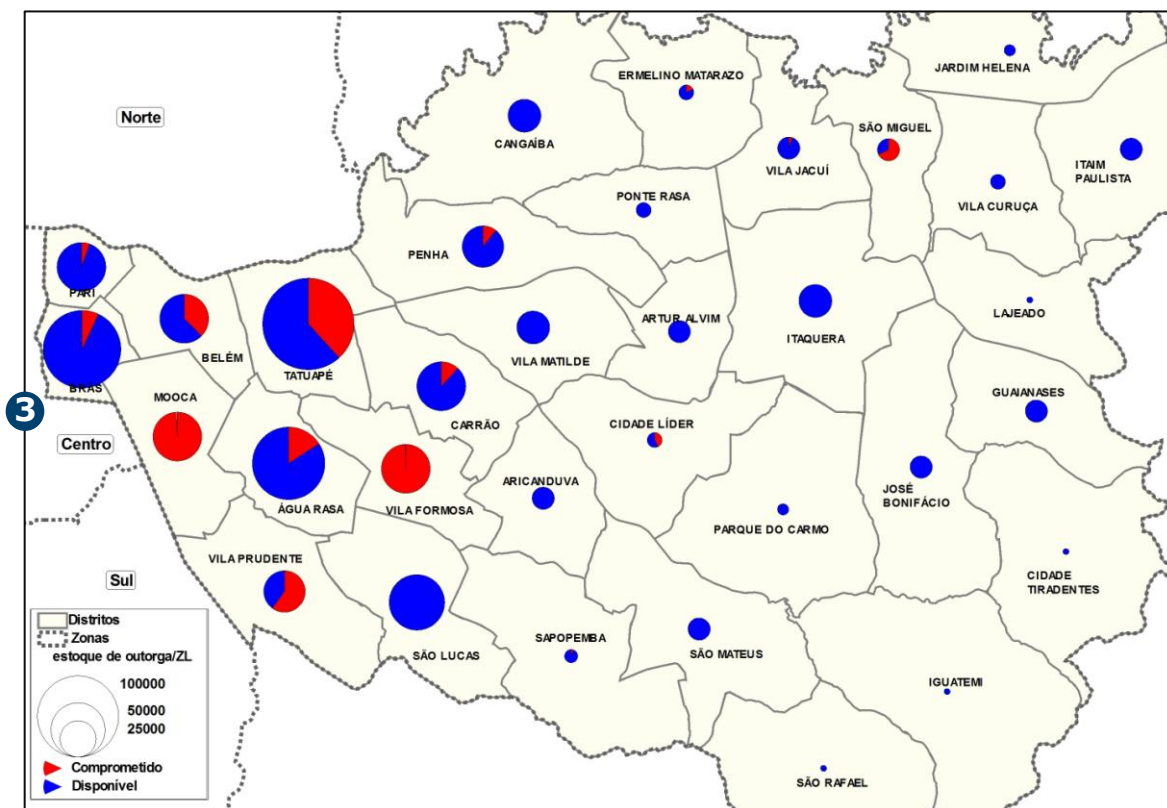 JARDIM HELENA
ERMELINO MATARAZO
Norte
SÃO MIGUEL
CANGAÍBA
VILA JACUÍ
ITAIM
PAULISTA
PONTE RASA
VILA CURUÇA
PENHA
PARI
LAJEADO
ARTUR ALVIM
ITAQUERA
BELÉM
VILA MATILDE
TATUAPÉ
BRÁS
GUAIANASES
MOOCA
3
CARRÃO
CIDADE LÍDER
Centro
ARICANDUVA
JOSÉ
BONIFÁCIO
ÁGUA RASA
VILA FORMOSA
PARQUE DO CARMO
VILA PRUDENTE
CIDADE
TIRADENTES
Sul
Distritos
Zonas
SAPOPEMBA
SÃO LUCAS
SÃO MATEUS
estoque de outorga/ZL
IGUATEMI
100000
50000
25000
Comprometido
Disponível
SÃO RAFAEL